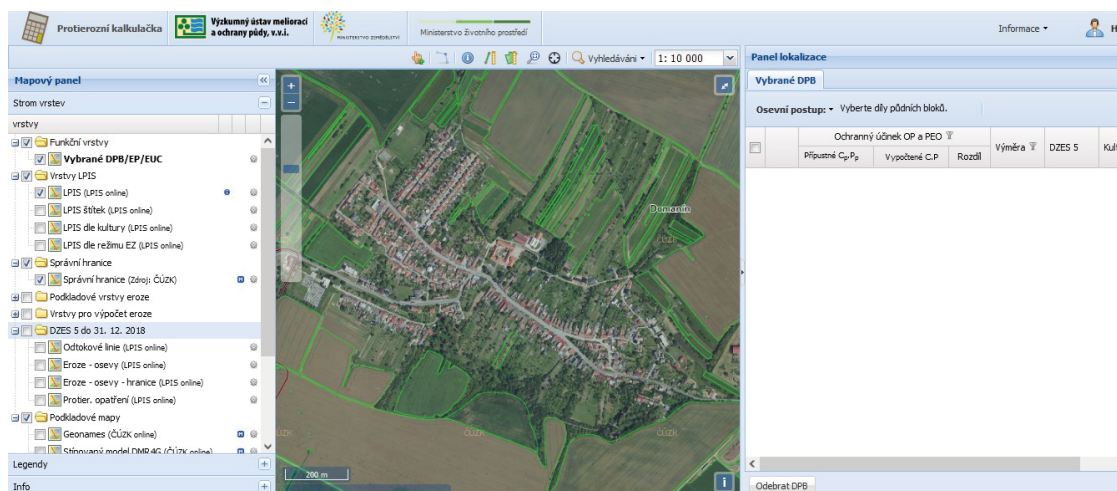 Protierozní kalkulačka
Výzkumný ústav meliorací
a ochrany půdy, v.v.i.
MINISTERSTVO ZEMĚDĚLSTVÍ
Ministerstvo životního prostředí
Informace
H
Vyhledávání
1: 10 000
Mapový panel
Strom vrstev
vrstvy
Funkční vrstvy
Vybrané DPB/EP/EUC
Vrstvy LPIS
LPIS (LPIS online)
LPIS štítek (LPIS online)
LPIS dle kultury (LPIS online)
LPIS dle režimu EZ (LPIS online)
Správní hranice
Správní hranice (Zdroj: ČÚZK)
Podkladové vrstvy eroze
Vrstvy pro výpočet eroze
DZES 5 do 31. 12. 2018
Odtokové linie (LPIS online)
Eroze - osevy (LPIS online)
Eroze - osevy - hranice (LPIS online)
Protier. opatření (LPIS online)
Podkladové mapy
Geonames (ČÚZK online)
Stínovaný model DMR4G (ČÚZK online)
Legendy
Info
Domanín
ČÚZK
ČÚZK
ČÚZK
ČÚZK
ČÚZK
200 m
Panel lokalizace
Vybrané DPB
Osevní postup: Vyberte díly půdních bloků.
Ochranný účinek OP a PEO
Výměra
DZES 5
Kult
Přípustné Cp,Pp
Vypočtené C.P
Rozdíl
Odebrat DPB